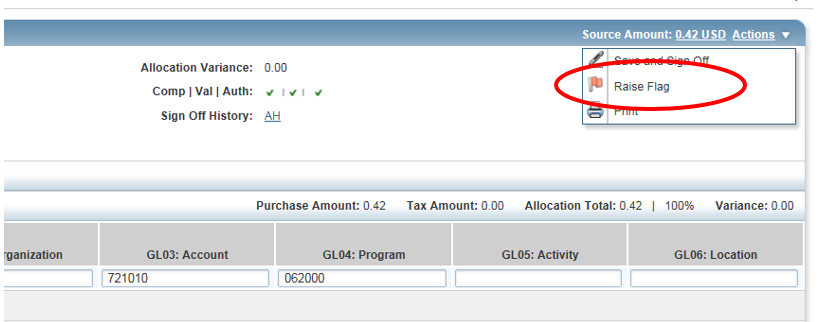 Source Amount: 0.42 USD Actions
Save and Sign Off
Allocation Variance: 0.00
Raise Flag
Comp | Val | Auth:
Print
Sign Off History: AH
Purchase Amount: 0.42 Tax Amount: 0.00 Allocation Total: 0.42 | 100% Variance: 0.00
rganization GL03: Account GL04: Program GL05: Activity GL06: Location
721010 062000